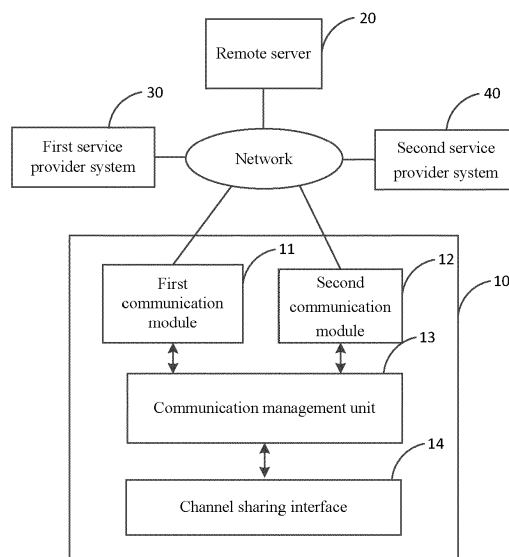 20
Remote server
30
First service
provider system
Network
40
Second service
provider system
11
First
communication
module
12
Second
communication
module
10
13
Communication management unit
14
Channel sharing interface